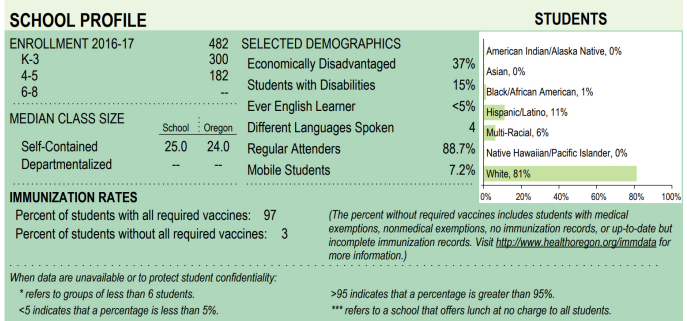 SCHOOL PROFILE
ENROLLMENT 2016-17 482
K-3 300
4-5 182
6-8 --
MEDIAN CLASS SIZE
School Oregon
Self-Contained 25.0 24.0
Departmentalized -- --
SELECTED DEMOGRAPHICS
Economically Disadvantaged 37%
Students with Disabilities 15%
Ever English Learner <5%
Different Languages Spoken 4
Regular Attenders 88.7%
Mobile Students 7.2%
STUDENTS
American Indian/Alaska Native, 0%
Asian, 0%
Black/African American, 1%
Hispanic/Latino, 11%
Multi-Racial, 6%
Native Hawaiian/Pacific Islander, 0%
White, 81%
0% 20% 40% 60% 80% 100%
IMMUNIZATION RATES
Percent of students with all required vaccines: 97
Percent of students without all required vaccines: 3
(The percent without required vaccines includes students with medical
exemptions, nonmedical exemptions, no immunization records, or up-to-date but
incomplete immunization records. Visit http://www.healthoregon.org/immdata for
more information.)
When data are unavailable or to protect student confidentiality:
* refers to groups of less than 6 students.
<5 indicates that a percentage is less than 5%.
>95 indicates that a percentage is greater than 95%.
*** refers to a school that offers lunch at no charge to all students.